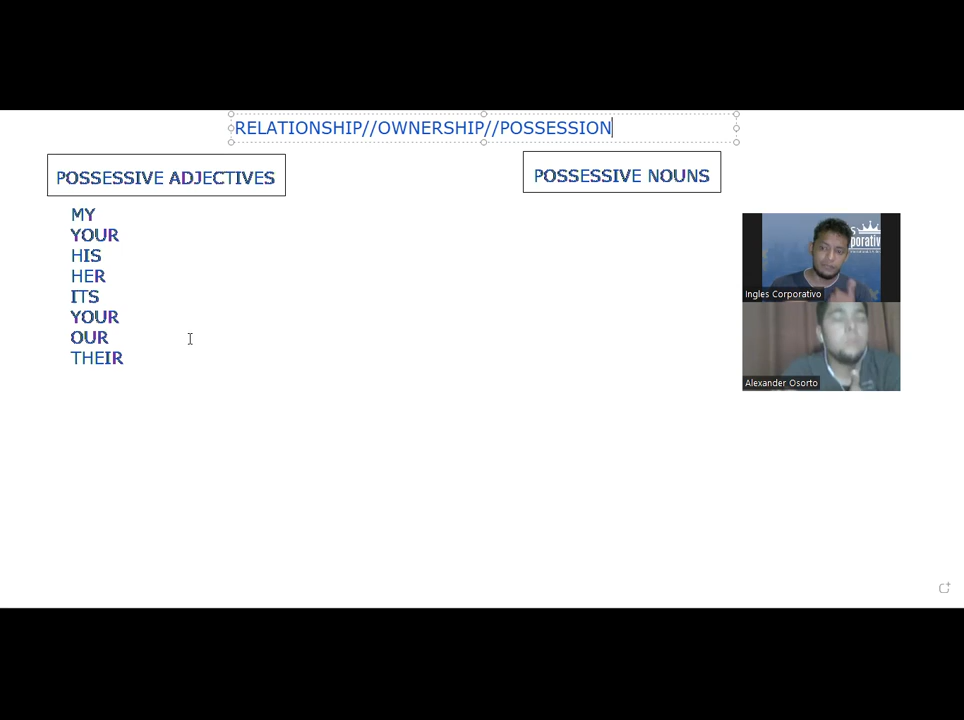 RELATIONSHIP//OWNERSHIP//POSSESSION
POSSESSIVE ADJECTIVES
POSSESSIVE NOUNS
MY
YOUR
HIS
HER
ITS
YOUR
OUR
THEIR
Ingles Corporativo
Alexander Osorto